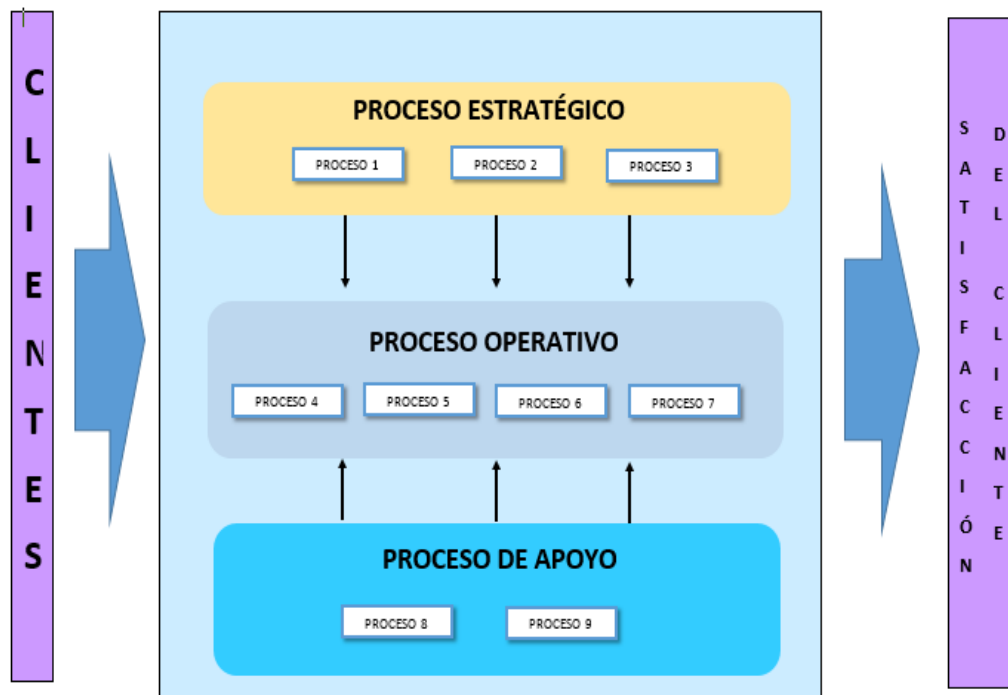 CLIENTES
PROCESO ESTRATÉGICO
PROCESO 1
PROCESO 2
PROCESO 3
PROCESO OPERATIVO
PROCESO 4
PROCESO 5
PROCESO 6
PROCESO 7
PROCESO DE APOYO
PROCESO 8
PROCESO 9
SATISFACCIÓN
DEL CLIENTE